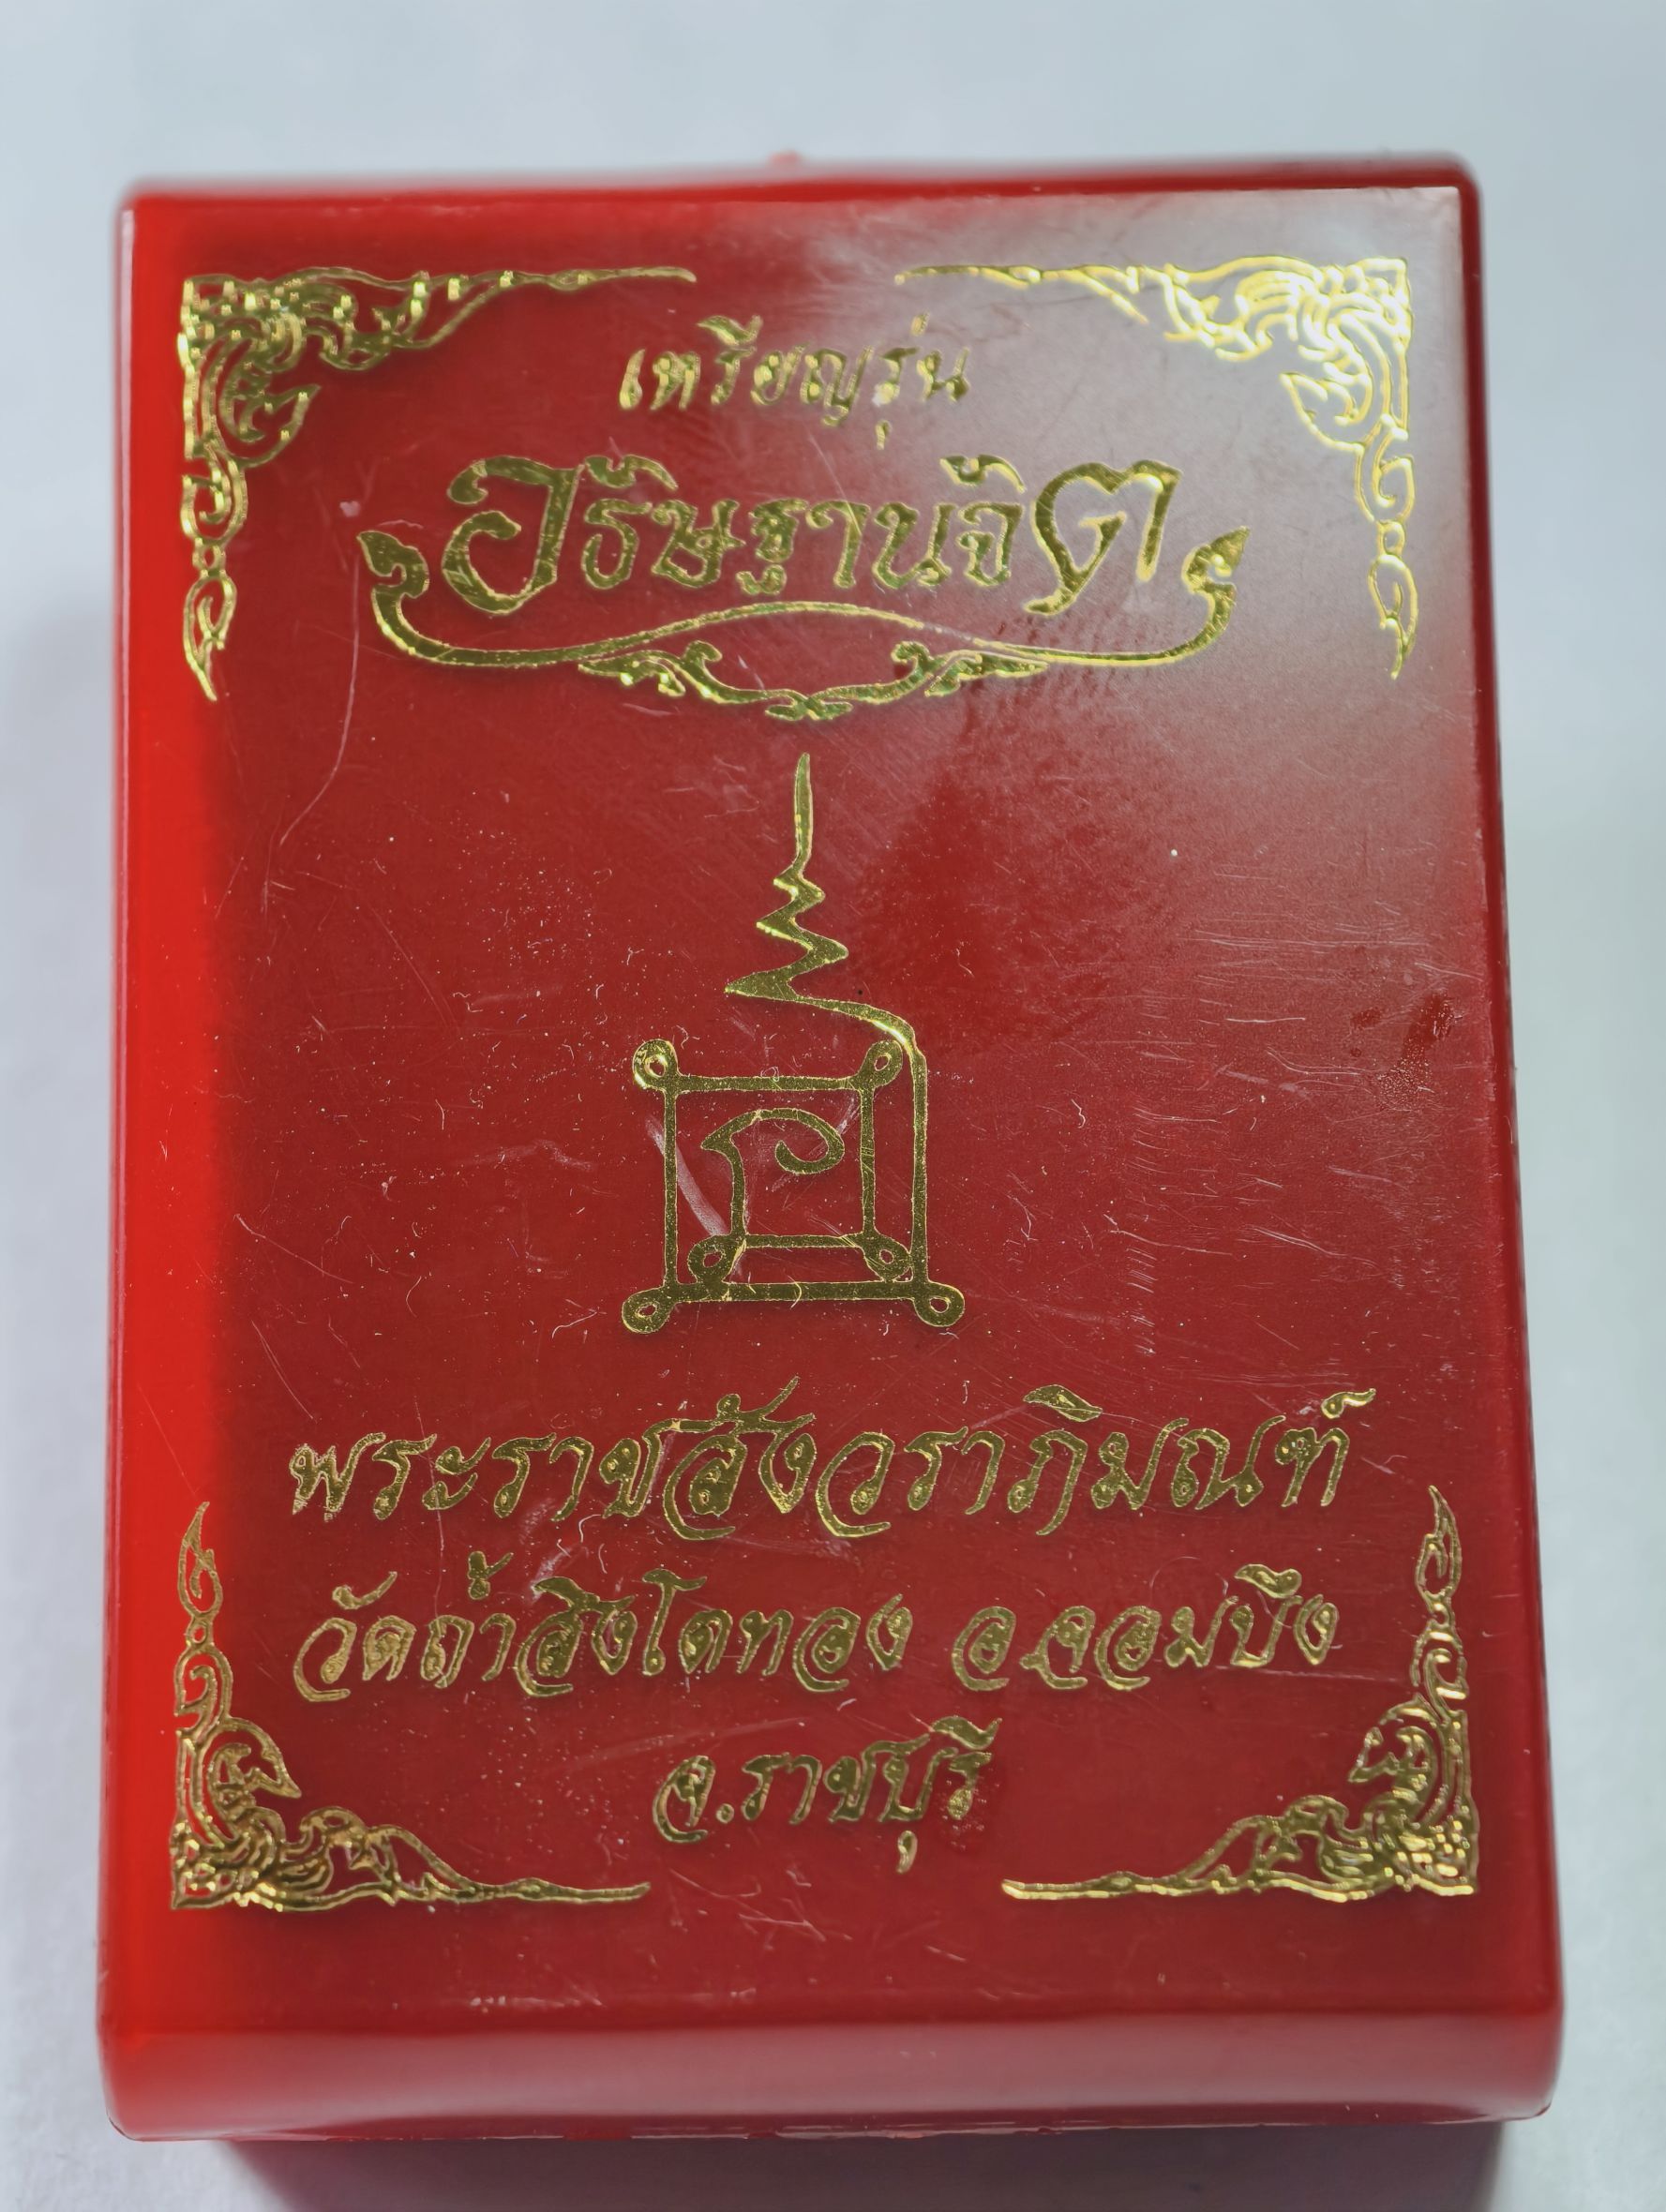 เหรียญรุ่น
อธิษฐานจิต
พระราชสังวราภิมณฑ์
วัดถ้ำสิงโตทอง อ.จอมบึง
จ.ราชบุรี